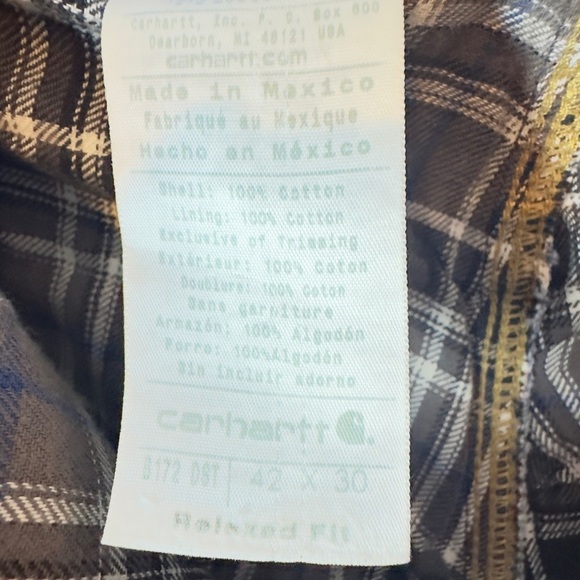 Carhartt, Inc. P. O. Box 600
Dearborn, MI 48121 USA
carhartt.com
Made in Mexico
Fabriqué au Mexique
Hecho en México
Shell: 100% Cotton
Lining: 100% Cotton
Exclusive of Trimming
Extérieur: 100% Coton
Doublure: 100% Coton
Sans garniture
Armazón: 100% Algodón
Forro: 100%Algodón
Sin incluir adorno
carhartt
B172 DST 42 X 30
Relaxed Fit